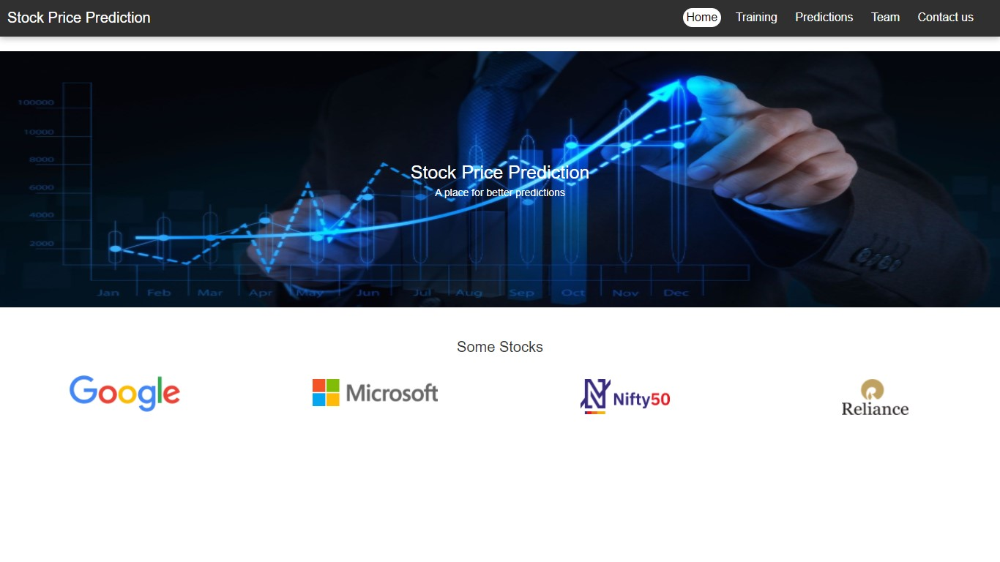 Stock Price Prediction
Home Training Predictions Team Contact us
100000
10000
8000
6000
4000
2000
Stock Price Prediction
A place for better predictions
Jan Feb Mar Apr May Jun Jul Aug Sep Oct Nov Dec
Some Stocks
Google Microsoft Nifty50 Reliance